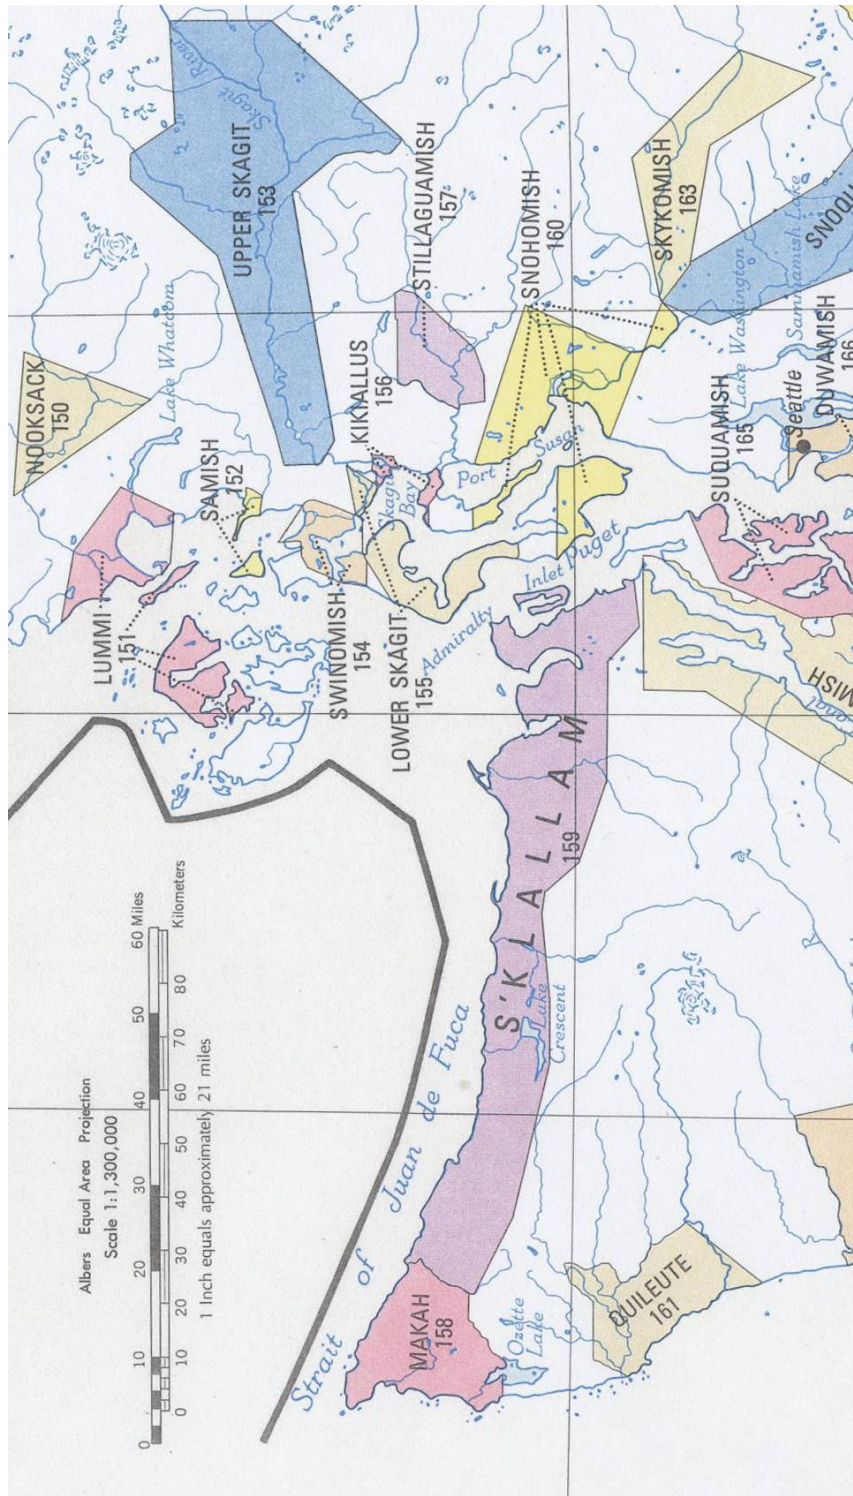 Albers Equal Area Projection
Scale 1:1,300,000
10 0 10 20 30 40 50 60 Miles
0 10 20 30 40 50 60 70 80 Kilometers
1 Inch equals approximately 21 miles
NOOKSACK
150
LUMMI
151
Lake Whatcom
SAMISH
152
Skagit River
UPPER SKAGIT
153
SWINOMISH
154
LOWER SKAGIT
155
KIKIALLUS
156
Skagit
Bay
STILLAGUAMISH
157
Strait of Juan de Fuca
MAKAH
158
Ozette
Lake
S'KLALLAM
159
Lake
Crescent
Admiralty
Inlet
Puget
Port
Susan
SNOHOMISH
160
QUILEUTE
161
SKYKOMISH
163
SNOQU
Lake Washington
Sammamish Lake
SUQUAMISH
165
Seattle
DUWAMISH
166
MISH
anal
R